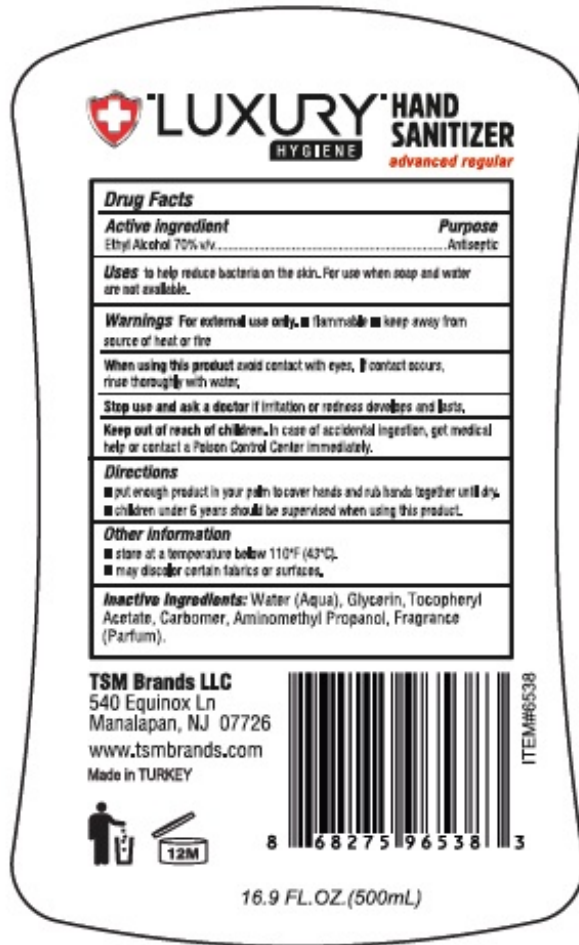 LUXURY HAND
SANITIZER
HYGIENE
advanced regular
Drug Facts
Active ingredient Purpose
Ethyl Alcohol 70% v/v......................................................Antiseptic
Uses to help reduce bacteria on the skin. For use when soap and water
are not available.
Warnings For external use only. ■ flammable ■ keep away from
source of heat or fire
When using this product avoid contact with eyes, If contact occurs,
rinse thoroughly with water.
Stop use and ask a doctor if irritation or redness develops and lasts.
Keep out of reach of children. In case of accidental ingestion, get medical
help or contact a Poison Control Center immediately.
Directions
■ put enough product in your palm to cover hands and rub hands together until dry.
■ children under 6 years should be supervised when using this product.
Other information
■ store at a temperature below 110°F (43°C).
■ may discolor certain fabrics or surfaces.
Inactive Ingredients: Water (Aqua), Glycerin, Tocopheryl
Acetate, Carbomer, Aminomethyl Propanol, Fragrance
(Parfum).
TSM Brands LLC
540 Equinox Ln
Manalapan, NJ 07726
www.tsmbrands.com
Made in TURKEY
12M
8 68275 96538 3
ITEM#6538
16.9 FL.OZ.(500mL)